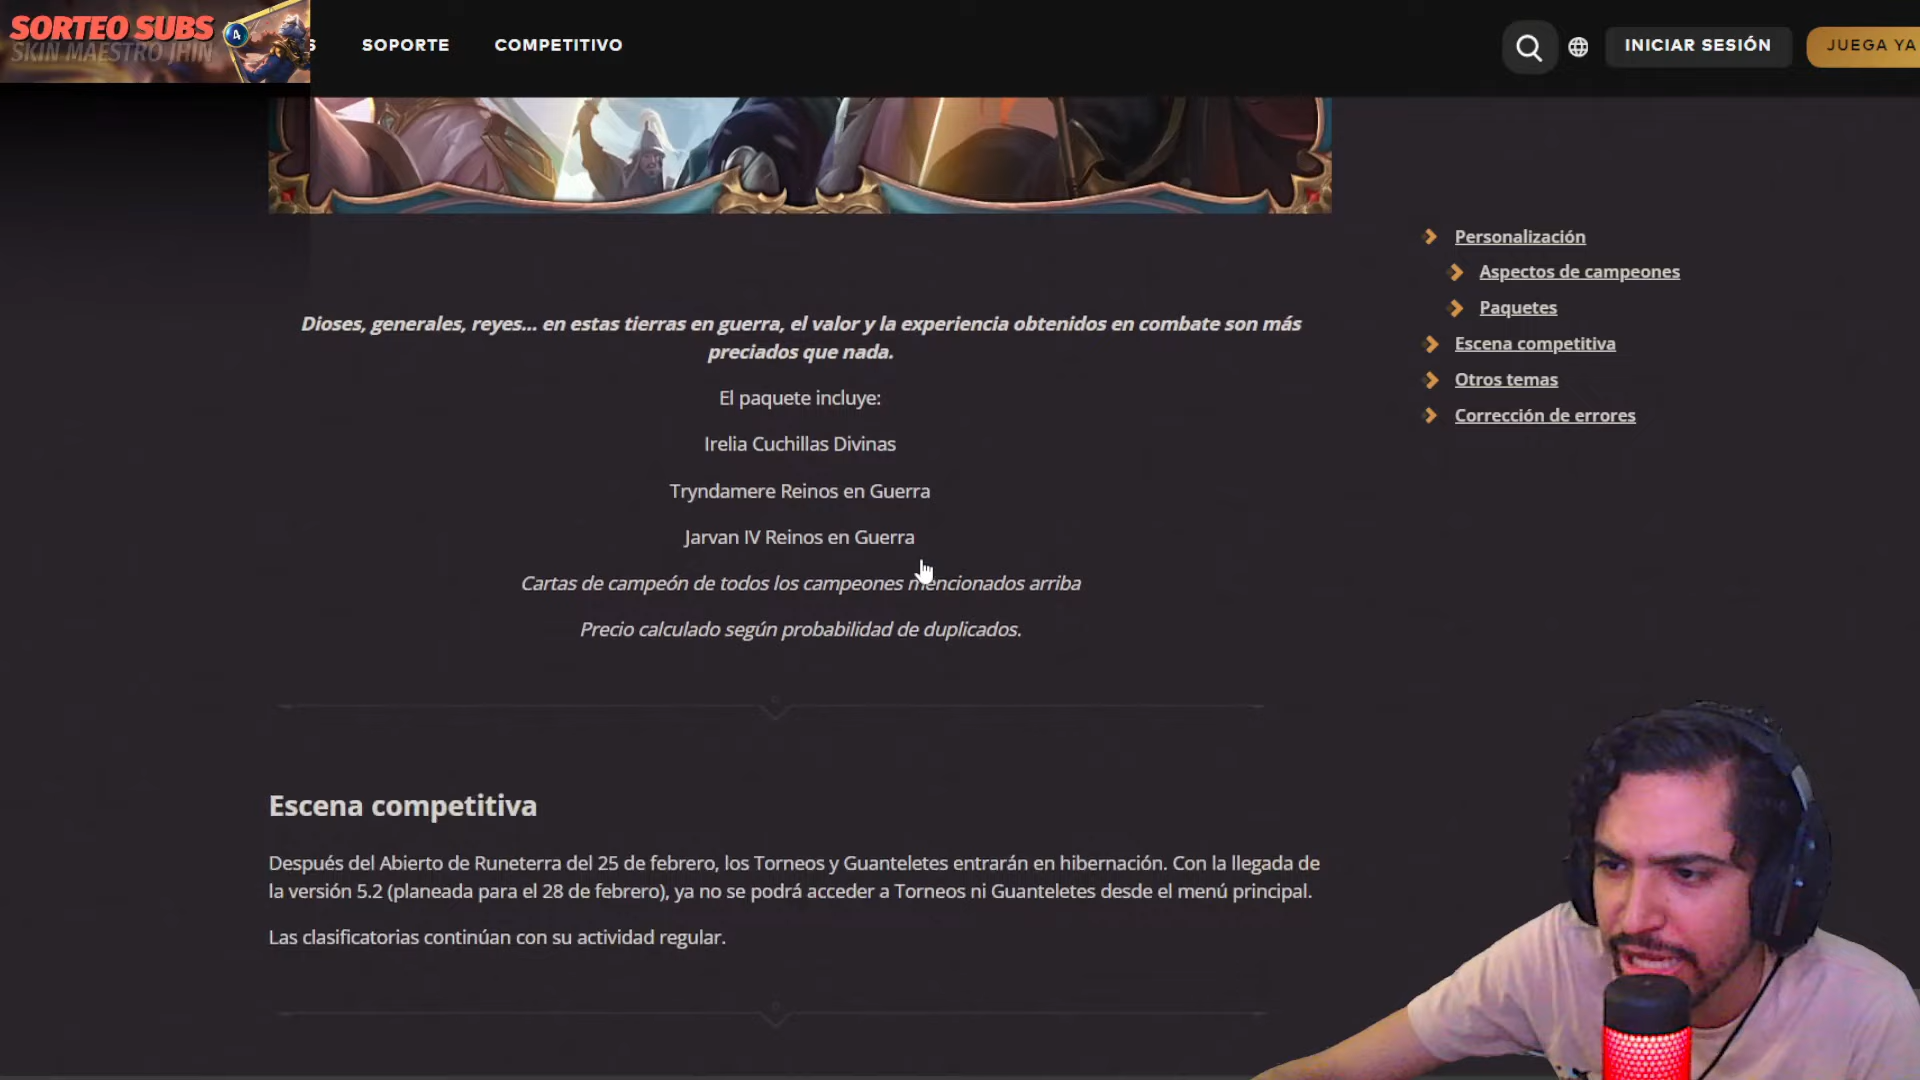 SORTEO SUBS
SKIN MAESTRO JHIN
4
S
SOPORTE
COMPETITIVO
INICIAR SESIÓN
JUEGA YA
Personalización
Aspectos de campeones
Paquetes
Escena competitiva
Otros temas
Corrección de errores
Dioses, generales, reyes... en estas tierras en guerra, el valor y la experiencia obtenidos en combate son más
preciados que nada.
El paquete incluye:
Irelia Cuchillas Divinas
Tryndamere Reinos en Guerra
Jarvan IV Reinos en Guerra
Cartas de campeón de todos los campeones mencionados arriba
Precio calculado según probabilidad de duplicados.
Escena competitiva
Después del Abierto de Runeterra del 25 de febrero, los Torneos y Guanteletes entrarán en hibernación. Con la llegada de
la versión 5.2 (planeada para el 28 de febrero), ya no se podrá acceder a Torneos ni Guanteletes desde el menú principal.
Las clasificatorias continúan con su actividad regular.